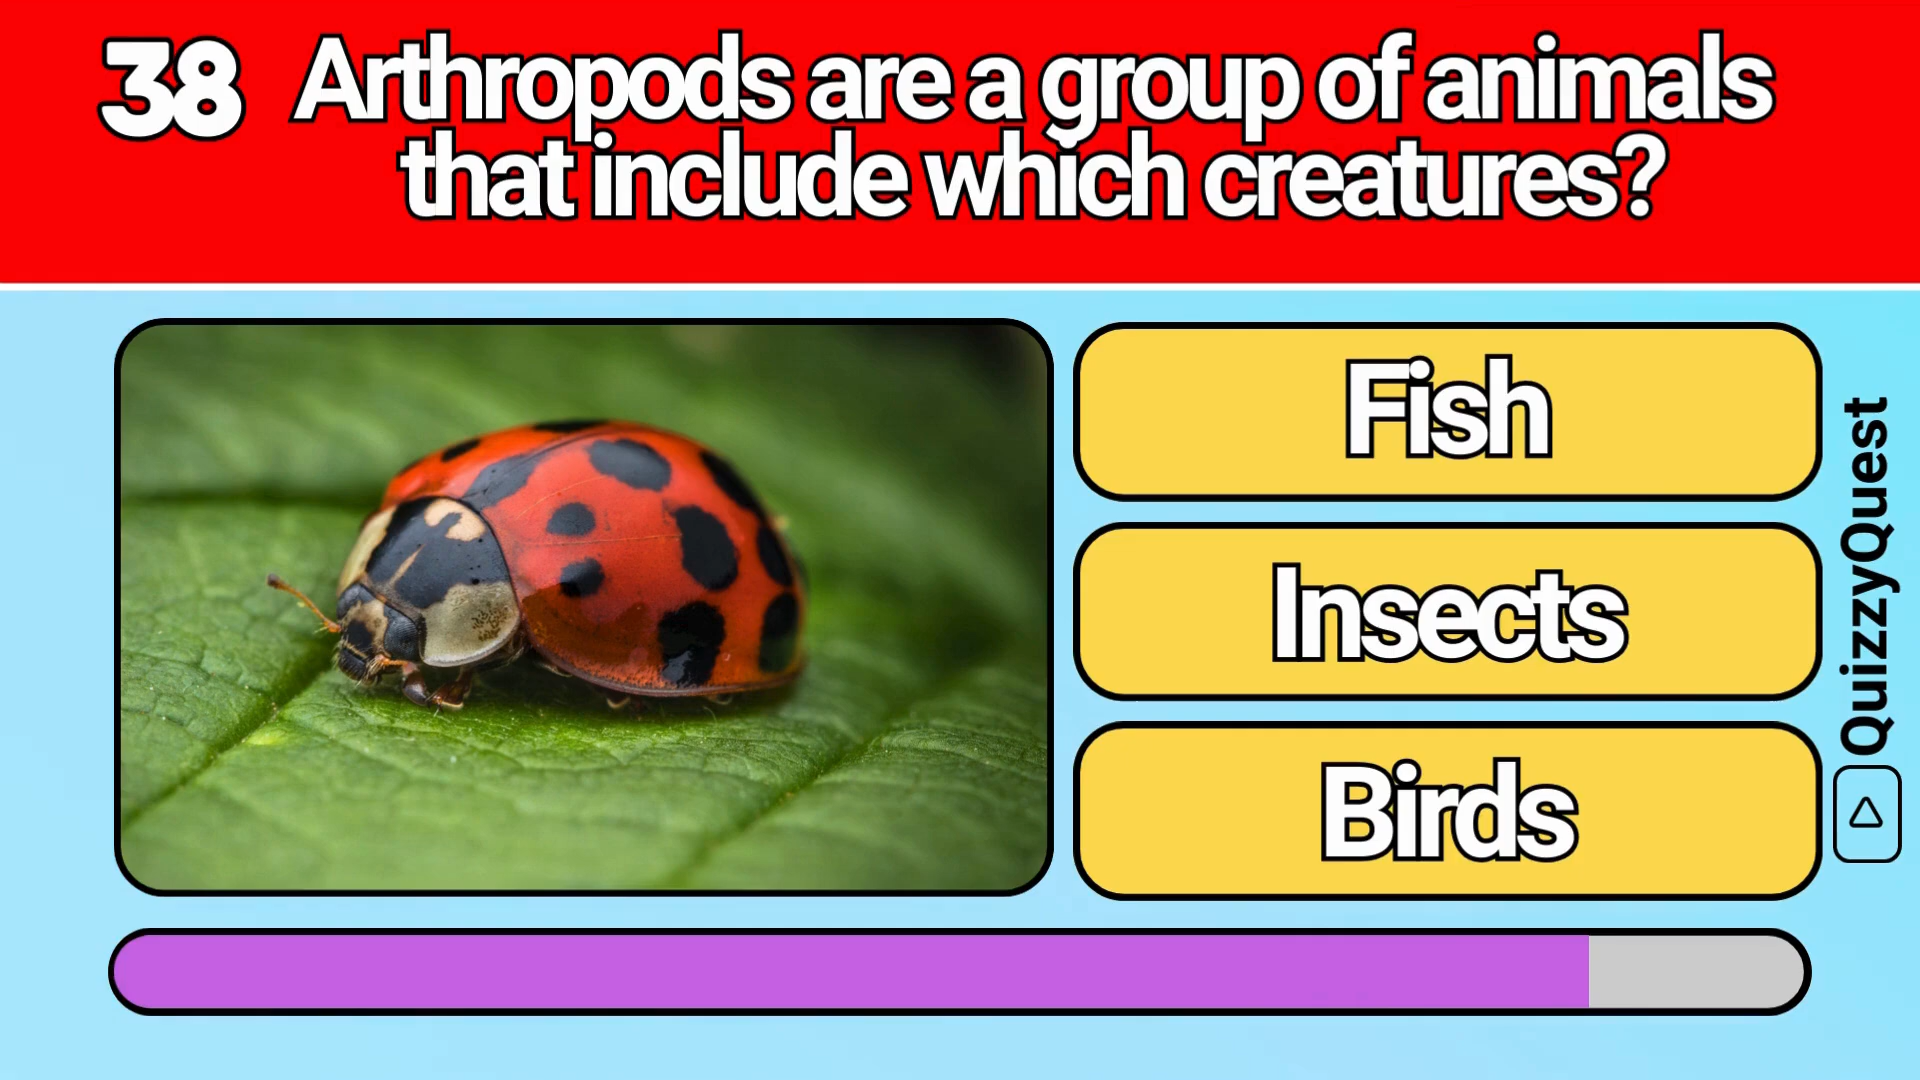 38 Arthropods are a group of animals
that include which creatures?
Fish
Insects
Birds
QuizzyQuest